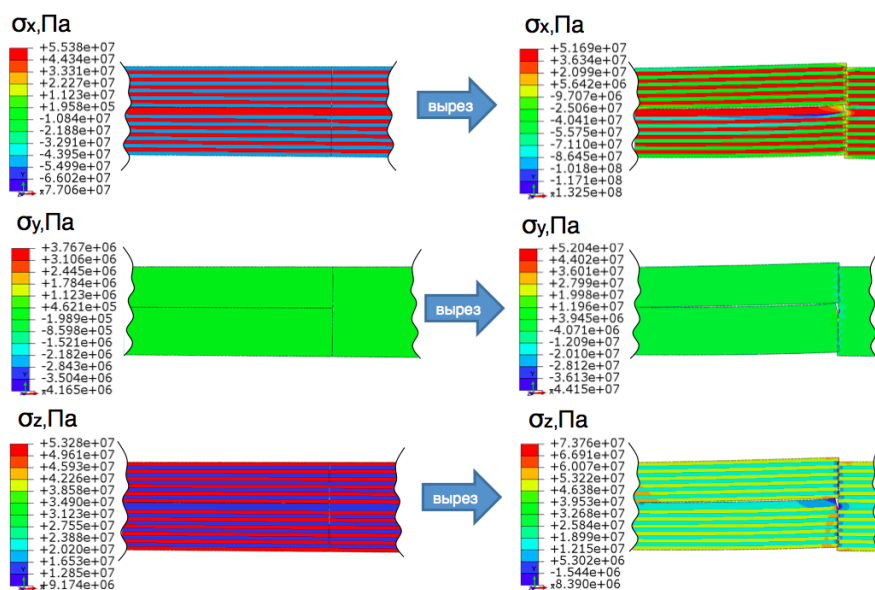 σx,Па
+5.538e+07
+4.434e+07
+3.331e+07
+2.227e+07
+1.123e+07
+1.958e+05
-1.084e+07
-2.188e+07
-3.291e+07
-4.395e+07
-5.499e+07
-6.602e+07
-7.706e+07
вырез
σx,Па
+5.169e+07
+3.634e+07
+2.099e+07
+5.642e+06
-9.707e+06
-2.506e+07
-4.041e+07
-5.575e+07
-7.110e+07
-8.645e+07
-1.018e+08
-1.171e+08
-1.325e+08
σy,Па
+3.767e+06
+3.106e+06
+2.445e+06
+1.784e+06
+1.123e+06
+4.621e+05
-1.989e+05
-8.598e+05
-1.521e+06
-2.182e+06
-2.843e+06
-3.504e+06
-4.165e+06
вырез
σy,Па
+5.204e+07
+4.402e+07
+3.601e+07
+2.799e+07
+1.998e+07
+1.196e+07
+3.945e+06
-4.071e+06
-1.209e+07
-2.010e+07
-2.812e+07
-3.613e+07
-4.415e+07
σz,Па
+5.328e+07
+4.961e+07
+4.593e+07
+4.226e+07
+3.858e+07
+3.490e+07
+3.123e+07
+2.755e+07
+2.388e+07
+2.020e+07
+1.653e+07
+1.285e+07
+9.174e+06
вырез
σz,Па
+7.376e+07
+6.691e+07
+6.007e+07
+5.322e+07
+4.638e+07
+3.953e+07
+3.268e+07
+2.584e+07
+1.899e+07
+1.215e+07
+5.302e+06
-1.544e+06
-8.390e+06